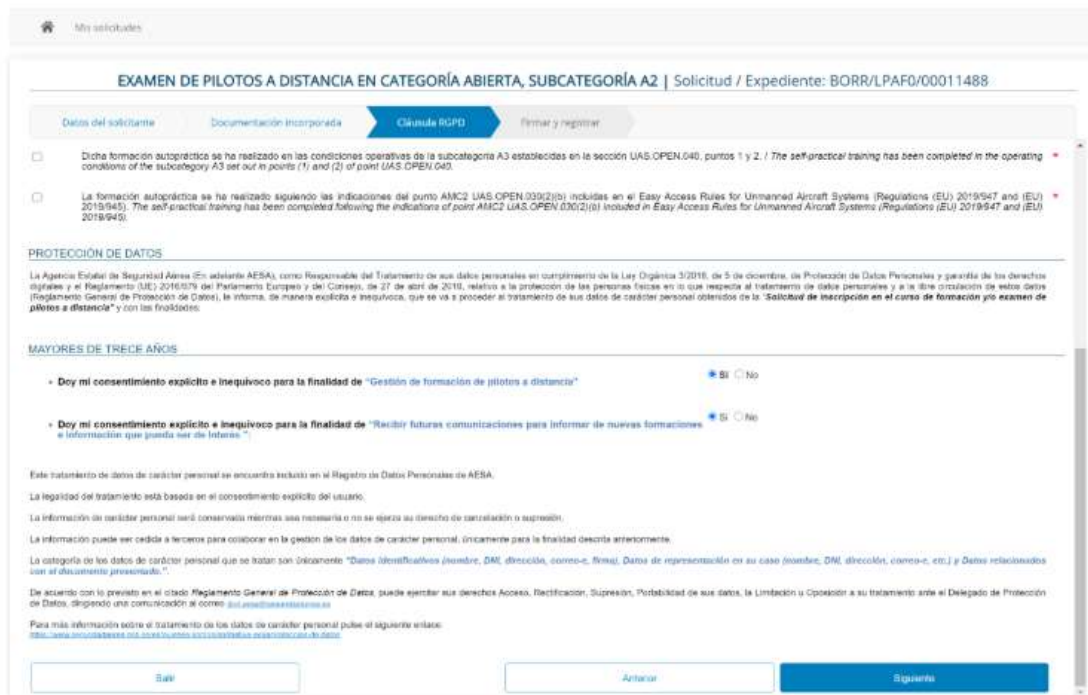 Mis solicitudes
EXAMEN DE PILOTOS A DISTANCIA EN CATEGORÍA ABIERTA, SUBCATEGORÍA A2 | Solicitud / Expediente: BORR/LPAF0/00011488
Datos del solicitante
Documentación incorporada
Cláusula RGPD
Firmar y registrar
Dicha formación autopráctica se ha realizado en las condiciones operativas de la subcategoría A3 establecidas en la sección UAS.OPEN.040, puntos 1 y 2. / The self-practical training has been completed in the operating *
conditions of the subcategory A3 set out in points (1) and (2) of point UAS.OPEN.040.
La formación autopráctica se ha realizado siguiendo las indicaciones del punto AMC2 UAS.OPEN.030(2)(b) incluidas en el Easy Access Rules for Unmanned Aircraft Systems (Regulations (EU) 2019/947 and (EU) *
2019/945). The self-practical training has been completed following the indications of point AMC2 UAS.OPEN.030(2)(b) included in Easy Access Rules for Unmanned Aircraft Systems (Regulations (EU) 2019/947 and (EU)
2019/945).
PROTECCIÓN DE DATOS
La Agencia Estatal de Seguridad Aérea (En adelante AESA), como Responsable del Tratamiento de sus datos personales en cumplimiento de la Ley Orgánica 3/2018, de 5 de diciembre, de Protección de Datos Personales y garantía de los derechos
digitales y el Reglamento (UE) 2016/679 del Parlamento Europeo y del Consejo, de 27 de abril de 2016, relativo a la protección de las personas físicas en lo que respecta al tratamiento de datos personales y a la libre circulación de estos datos
(Reglamento General de Protección de Datos), le informa, de manera explícita e inequívoca, que se va a proceder al tratamiento de sus datos de carácter personal obtenidos de la "Solicitud de inscripción en el curso de formación y/o examen de
pilotos a distancia" y con las finalidades:
MAYORES DE TRECE AÑOS
• Doy mi consentimiento explícito e inequívoco para la finalidad de "Gestión de formación de pilotos a distancia"
Sí No
• Doy mi consentimiento explícito e inequívoco para la finalidad de "Recibir futuras comunicaciones para informar de nuevas formaciones
e información que pueda ser de interés ":
Sí No
Este tratamiento de datos de carácter personal se encuentra incluido en el Registro de Datos Personales de AESA.
La legalidad del tratamiento está basada en el consentimiento explícito del usuario.
La información de carácter personal será conservada mientras sea necesaria o no se ejerza su derecho de cancelación o supresión.
La información puede ser cedida a terceros para colaborar en la gestión de los datos de carácter personal, únicamente para la finalidad descrita anteriormente.
La categoría de los datos de carácter personal que se tratan son únicamente "Datos identificativos (nombre, DNI, dirección, correo-e, firma), Datos de representación en su caso (nombre, DNI, dirección, correo-e, etc.) y Datos relacionados
con el documento presentado.".
De acuerdo con lo previsto en el citado Reglamento General de Protección de Datos, puede ejercitar sus derechos Acceso, Rectificación, Supresión, Portabilidad de sus datos, la Limitación u Oposición a su tratamiento ante el Delegado de Protección
de Datos, dirigiendo una comunicación al correo
Para más información sobre el tratamiento de los datos de carácter personal pulse el siguiente enlace:
Salir
Anterior
Siguiente